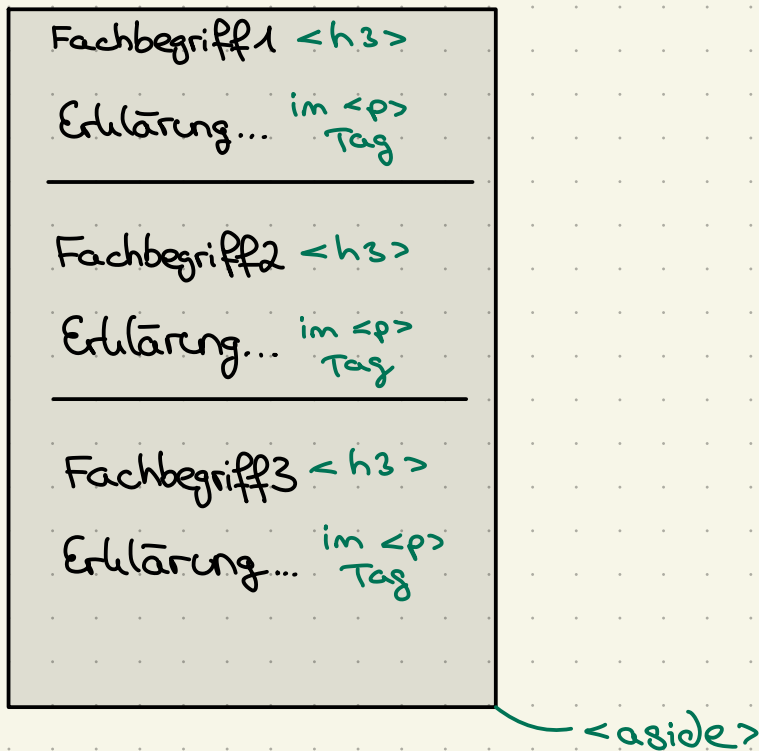 Fachbegriff1 <h3>
Erklärung... im <p>
Tag
Fachbegriff2 <h3>
Erklärung... im <p>
Tag
Fachbegriff3 <h3>
Erklärung... im <p>
Tag
<aside>